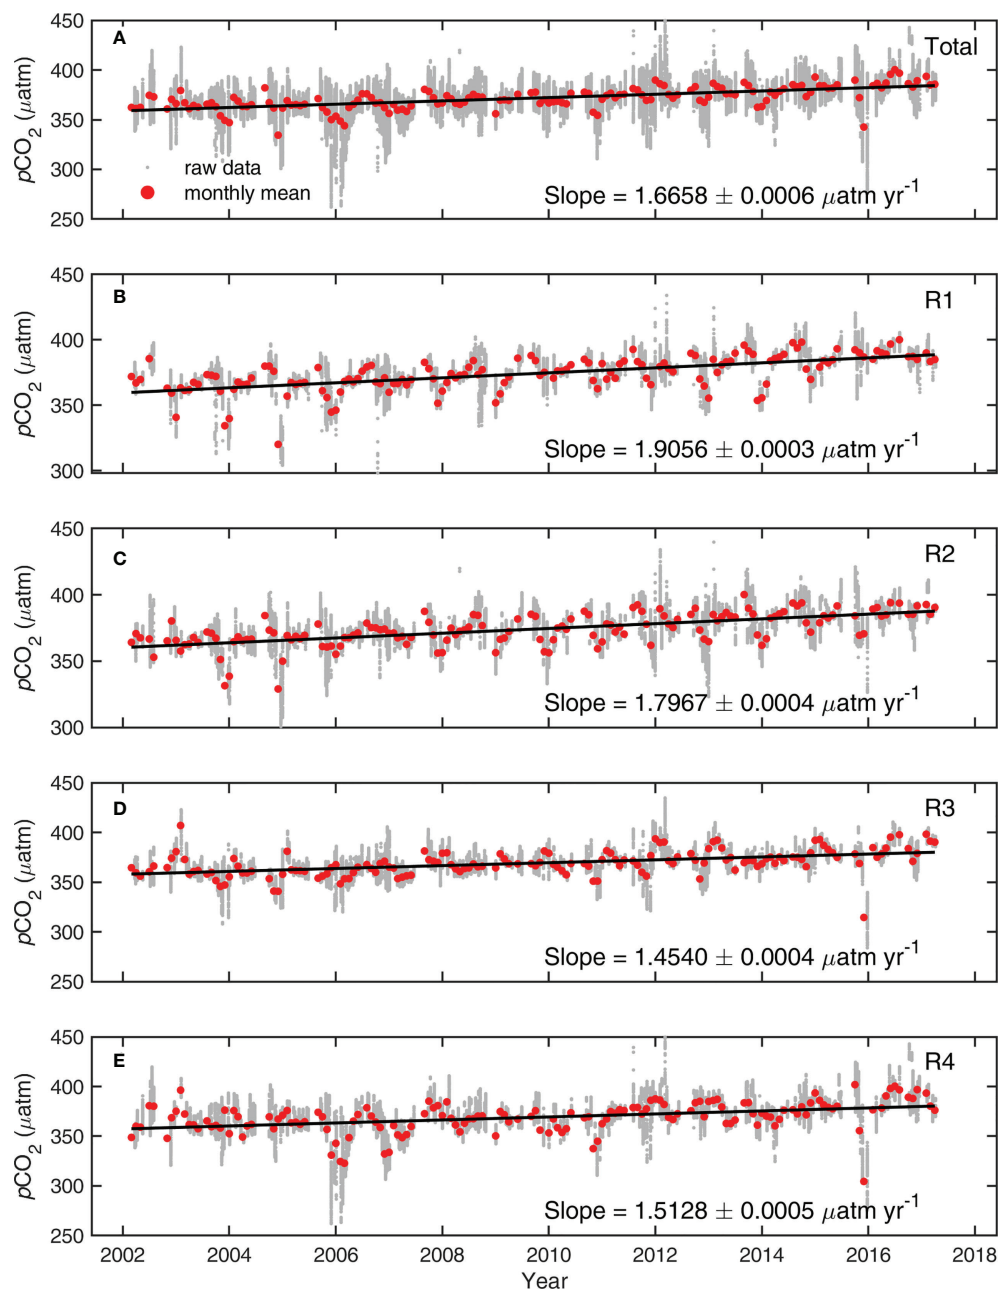 450
400
350
300
250
pCO2 (µatm)
A
Total
raw data
monthly mean
Slope = 1.6658 ± 0.0006 µatm yr-1
450
400
350
300
pCO2 (µatm)
B
R1
Slope = 1.9056 ± 0.0003 µatm yr-1
450
400
350
300
pCO2 (µatm)
C
R2
Slope = 1.7967 ± 0.0004 µatm yr-1
450
400
350
300
250
pCO2 (µatm)
D
R3
Slope = 1.4540 ± 0.0004 µatm yr-1
450
400
350
300
250
pCO2 (µatm)
E
R4
Slope = 1.5128 ± 0.0005 µatm yr-1
2002 2004 2006 2008 2010 2012 2014 2016 2018
Year